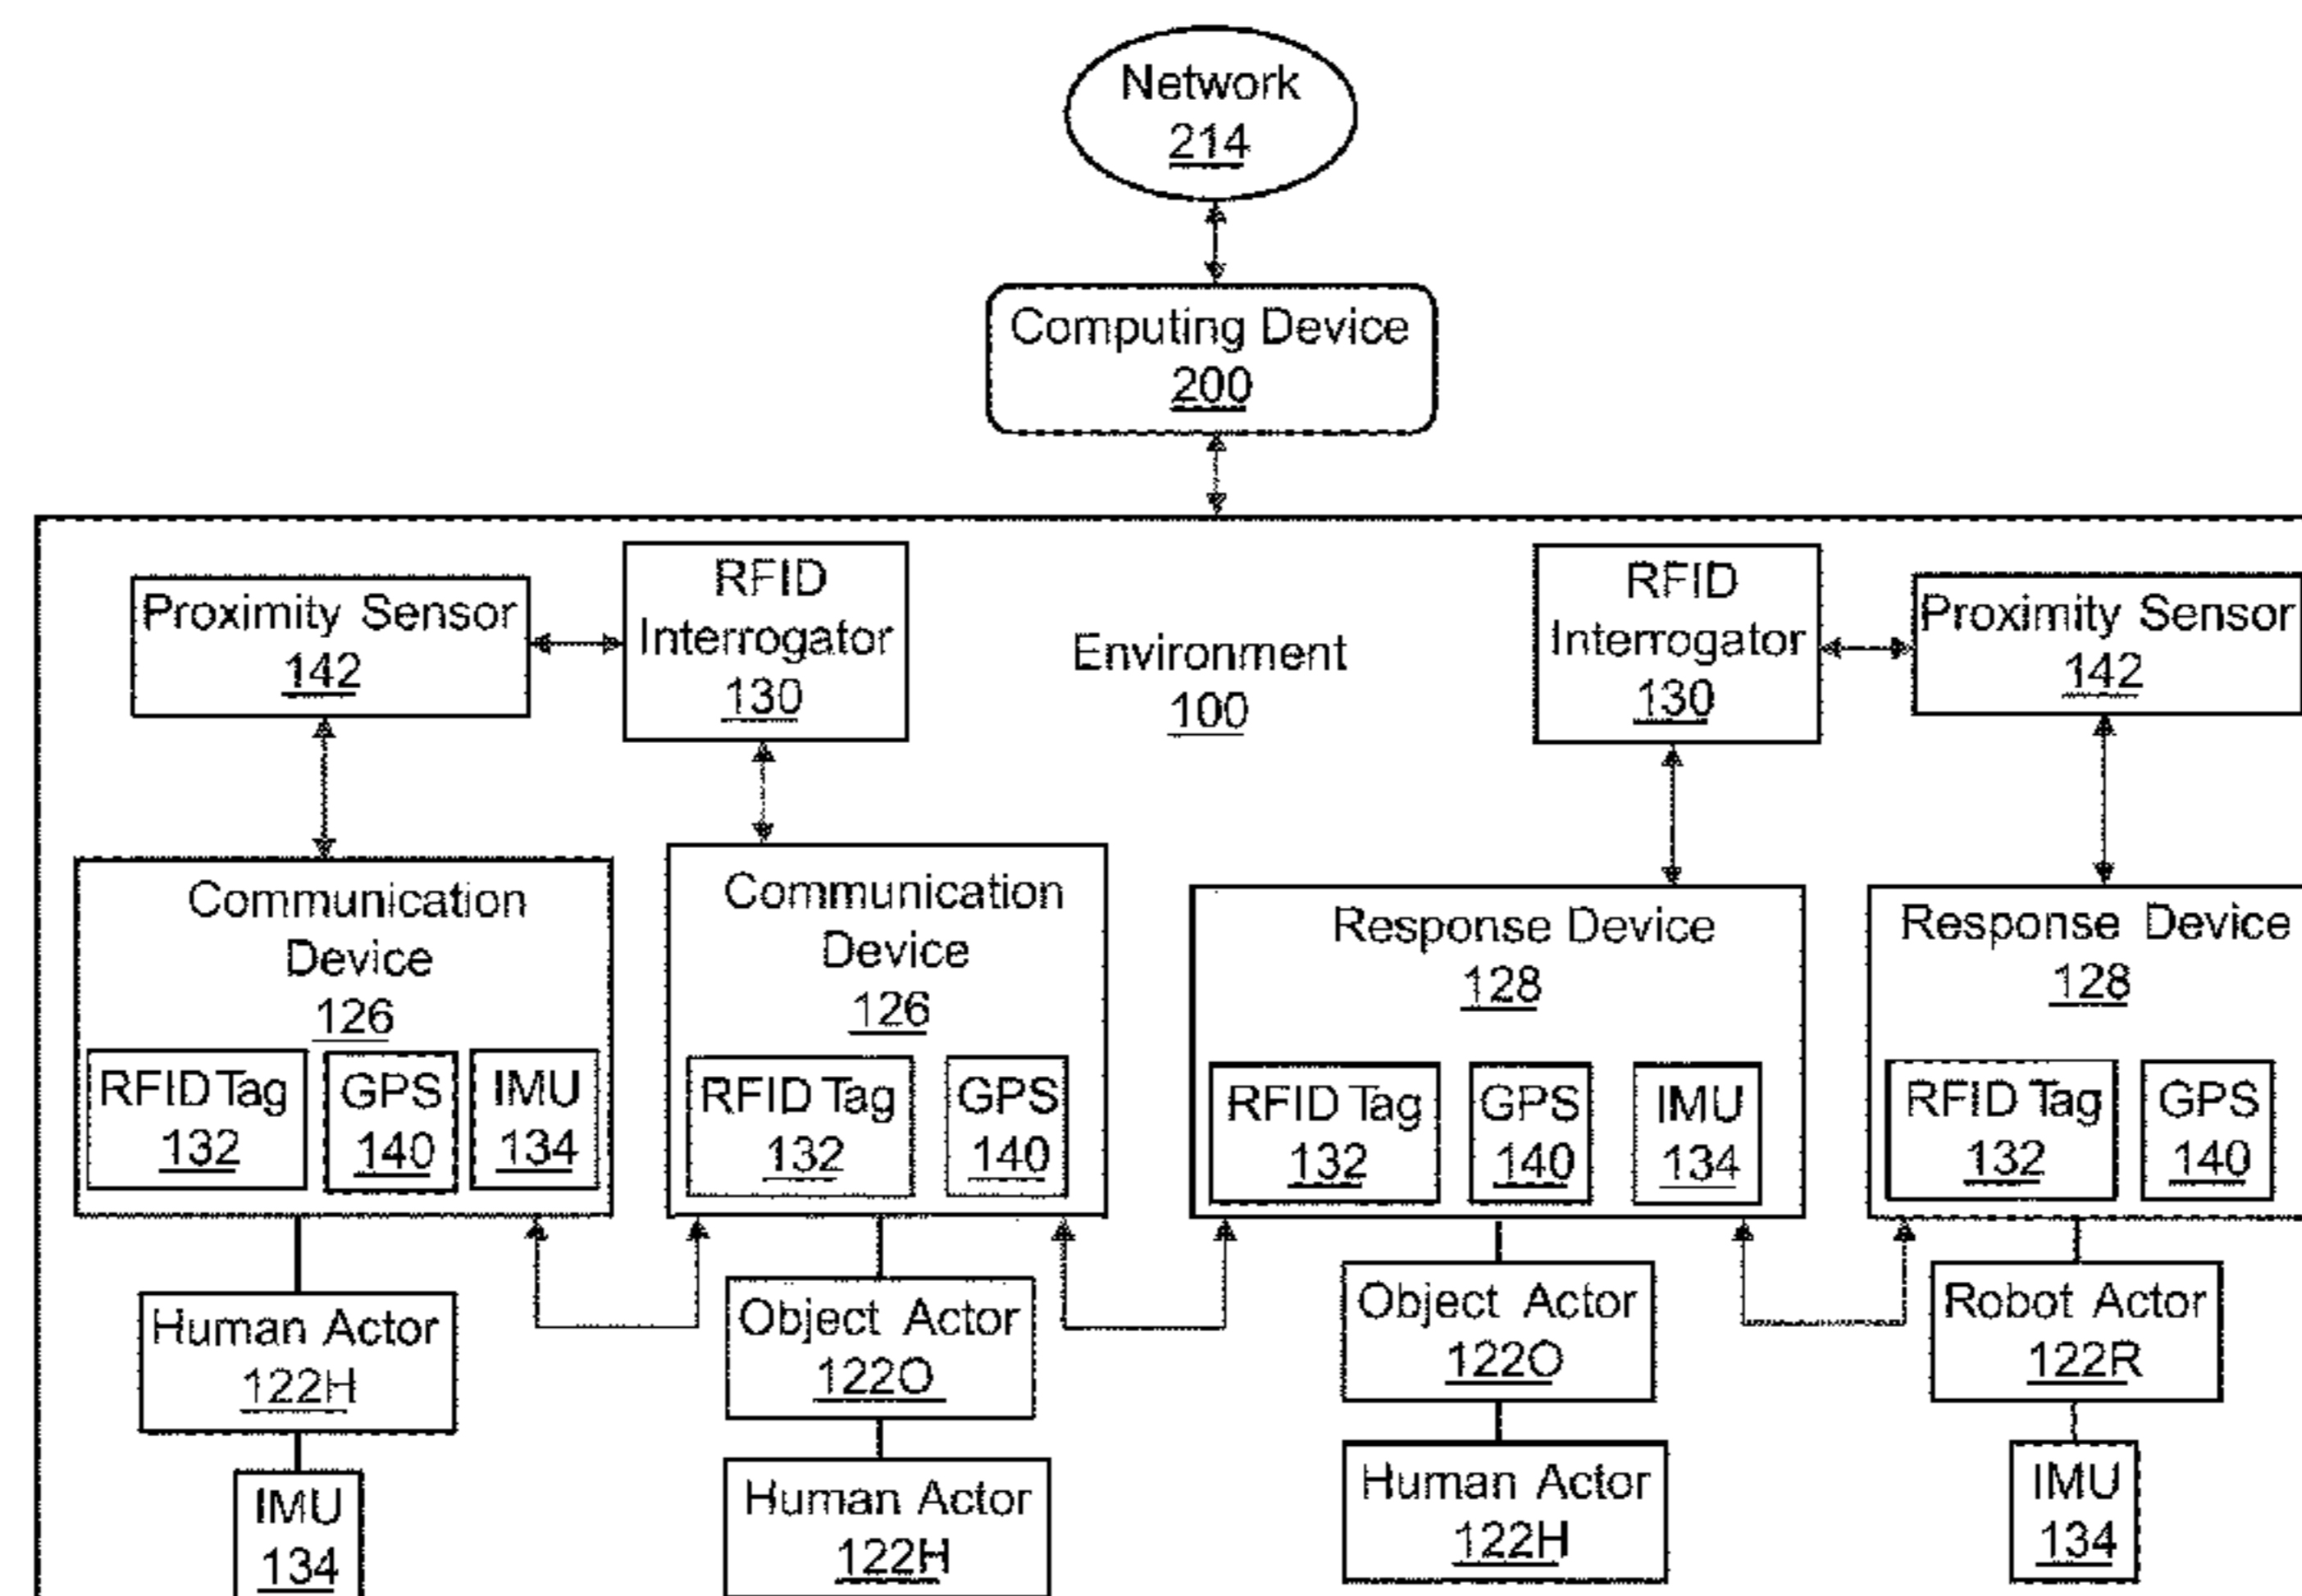 Network
214
Computing Device
200
Environment
100
Proximity Sensor
142
RFID
Interrogator
130
RFID
Interrogator
130
Proximity Sensor
142
Communication
Device
126
RFID Tag
132
GPS
140
IMU
134
Communication
Device
126
RFID Tag
132
GPS
140
Response Device
128
RFID Tag
132
GPS
140
IMU
134
Response Device
128
RFID Tag
132
GPS
140
Human Actor
122H
IMU
134
Object Actor
122O
Human Actor
122H
Object Actor
122O
Human Actor
122H
Robot Actor
122R
IMU
134